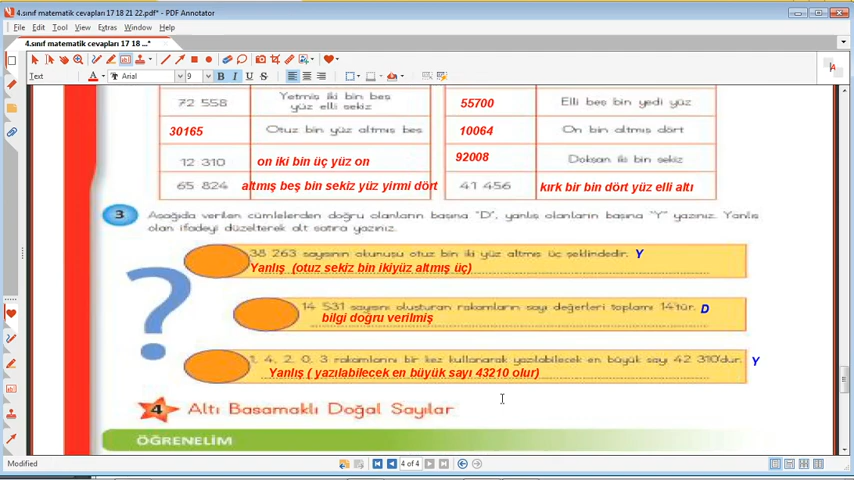 4.sınıf matematik cevapları 17 18 21 22.pdf* - PDF Annotator
File Edit Tool View Extras Window Help
4.sınıf matematik cevapları 17 18 ...*
Text A Arial 9 B I U S
72 558 Yetmiş iki bin beş yüz elli sekiz 55700 Elli beş bin yedi yüz
30165 Otuz bin yüz altmış beş 10064 On bin altmış dört
12 310 on iki bin üç yüz on 92008 Doksan iki bin sekiz
65 824 altmış beş bin sekiz yüz yirmi dört 41 456 kırk bir bin dört yüz elli altı
3 Aşağıda verilen cümlelerden doğru olanların başına "D", yanlış olanların başına "Y" yazınız. Yanlış
olan ifadeyi düzelterek alt satıra yazınız.
38 263 sayısının okunuşu otuz bin iki yüz altmış üç şeklindedir. Y
Yanlış (otuz sekiz bin ikiyüz altmış üç)
14 531 sayısını oluşturan rakamların sayı değerleri toplamı 14'tür. D
bilgi doğru verilmiş
1, 4, 2, 0, 3 rakamlarını bir kez kullanarak yazılabilecek en büyük sayı 42 310'dur. Y
Yanlış ( yazılabilecek en büyük sayı 43210 olur)
4 Altı Basamaklı Doğal Sayılar
ÖĞRENELİM
Modified 4 of 4